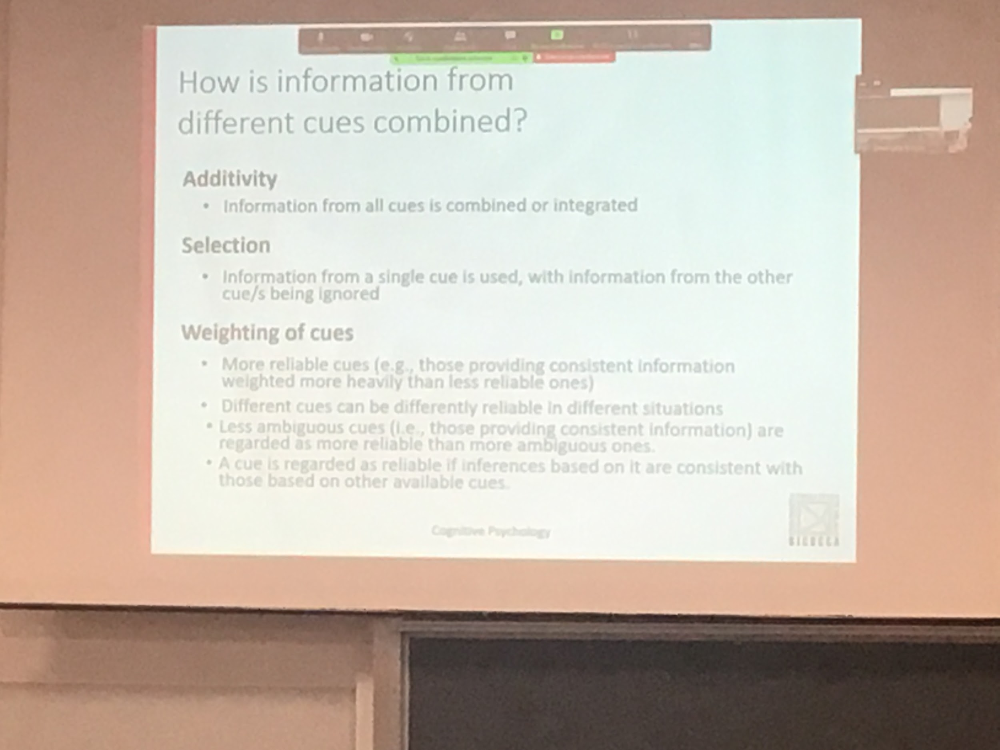 How is information from
different cues combined?
Additivity
• Information from all cues is combined or integrated
Selection
• Information from a single cue is used, with information from the other
cue/s being ignored
Weighting of cues
• More reliable cues (e.g., those providing consistent information
weighted more heavily than less reliable ones)
• Different cues can be differently reliable in different situations
• Less ambiguous cues (i.e., those providing consistent information) are
regarded as more reliable than more ambiguous ones.
• A cue is regarded as reliable if inferences based on it are consistent with
those based on other available cues.
Cognitive Psychology
BICOCCA